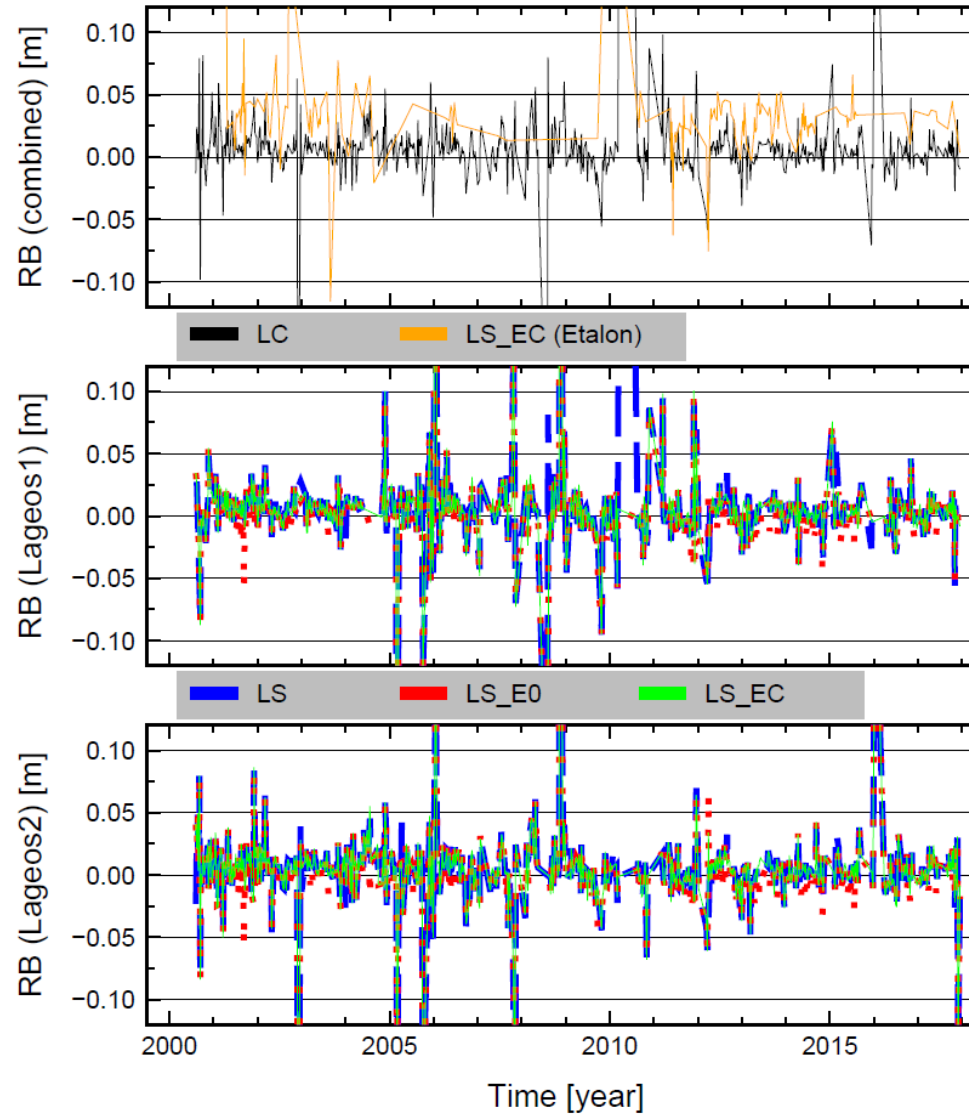 RB (combined) [m]
0.10
0.05
0.00
−0.05
−0.10
LC LS_EC (Etalon)
RB (Lageos1) [m]
0.10
0.05
0.00
−0.05
−0.10
LS LS_E0 LS_EC
RB (Lageos2) [m]
0.10
0.05
0.00
−0.05
−0.10
2000 2005 2010 2015
Time [year]